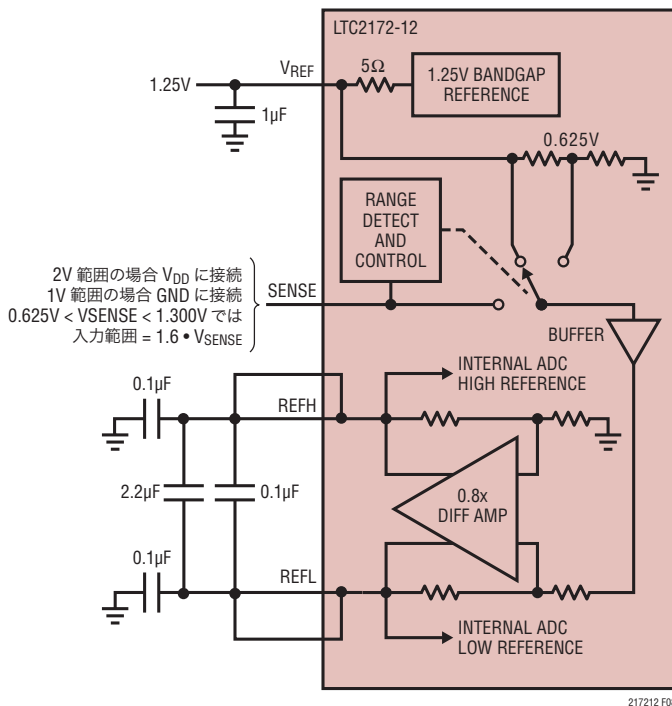 LTC2172-12
VREF
5Ω
1.25V
1.25V BANDGAP
REFERENCE
1µF
0.625V
RANGE
DETECT
AND
CONTROL
2V 範囲の場合 VDD に接続
1V 範囲の場合 GND に接続
0.625V < VSENSE < 1.300V では
入力範囲 = 1.6 • VSENSE
SENSE
BUFFER
INTERNAL ADC
HIGH REFERENCE
0.1µF
REFH
2.2µF
0.1µF
0.8x
DIFF AMP
0.1µF
REFL
INTERNAL ADC
LOW REFERENCE